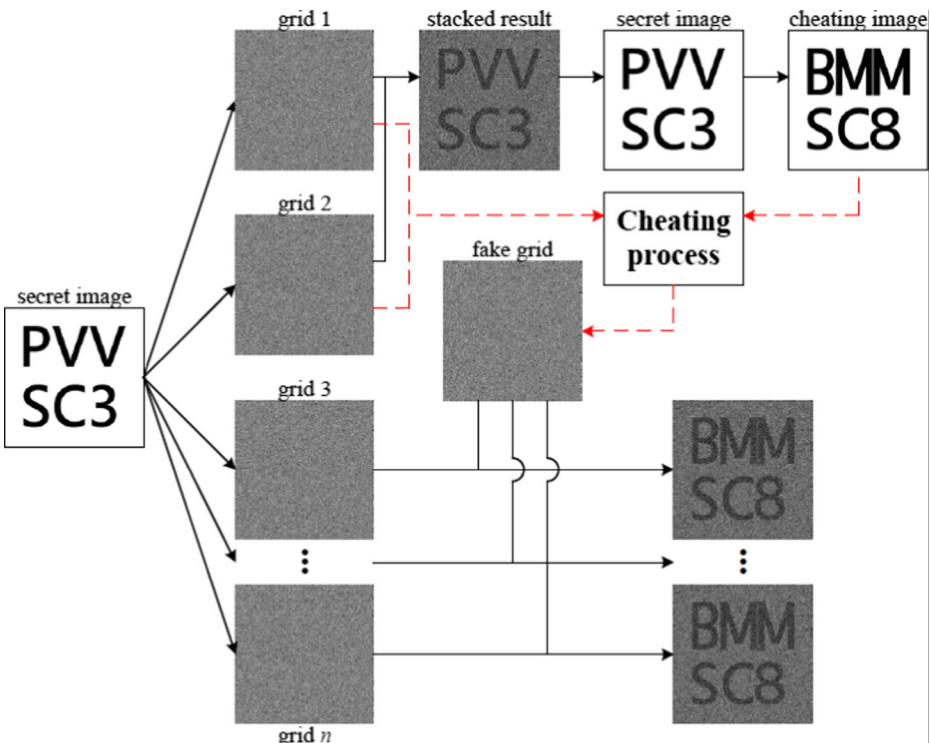 grid 1
stacked result
secret image
cheating image
PVV
SC3
PVV
SC3
BMM
SC8
grid 2
Cheating
process
fake grid
secret image
PVV
SC3
grid 3
BMM
SC8
...
...
BMM
SC8
grid n